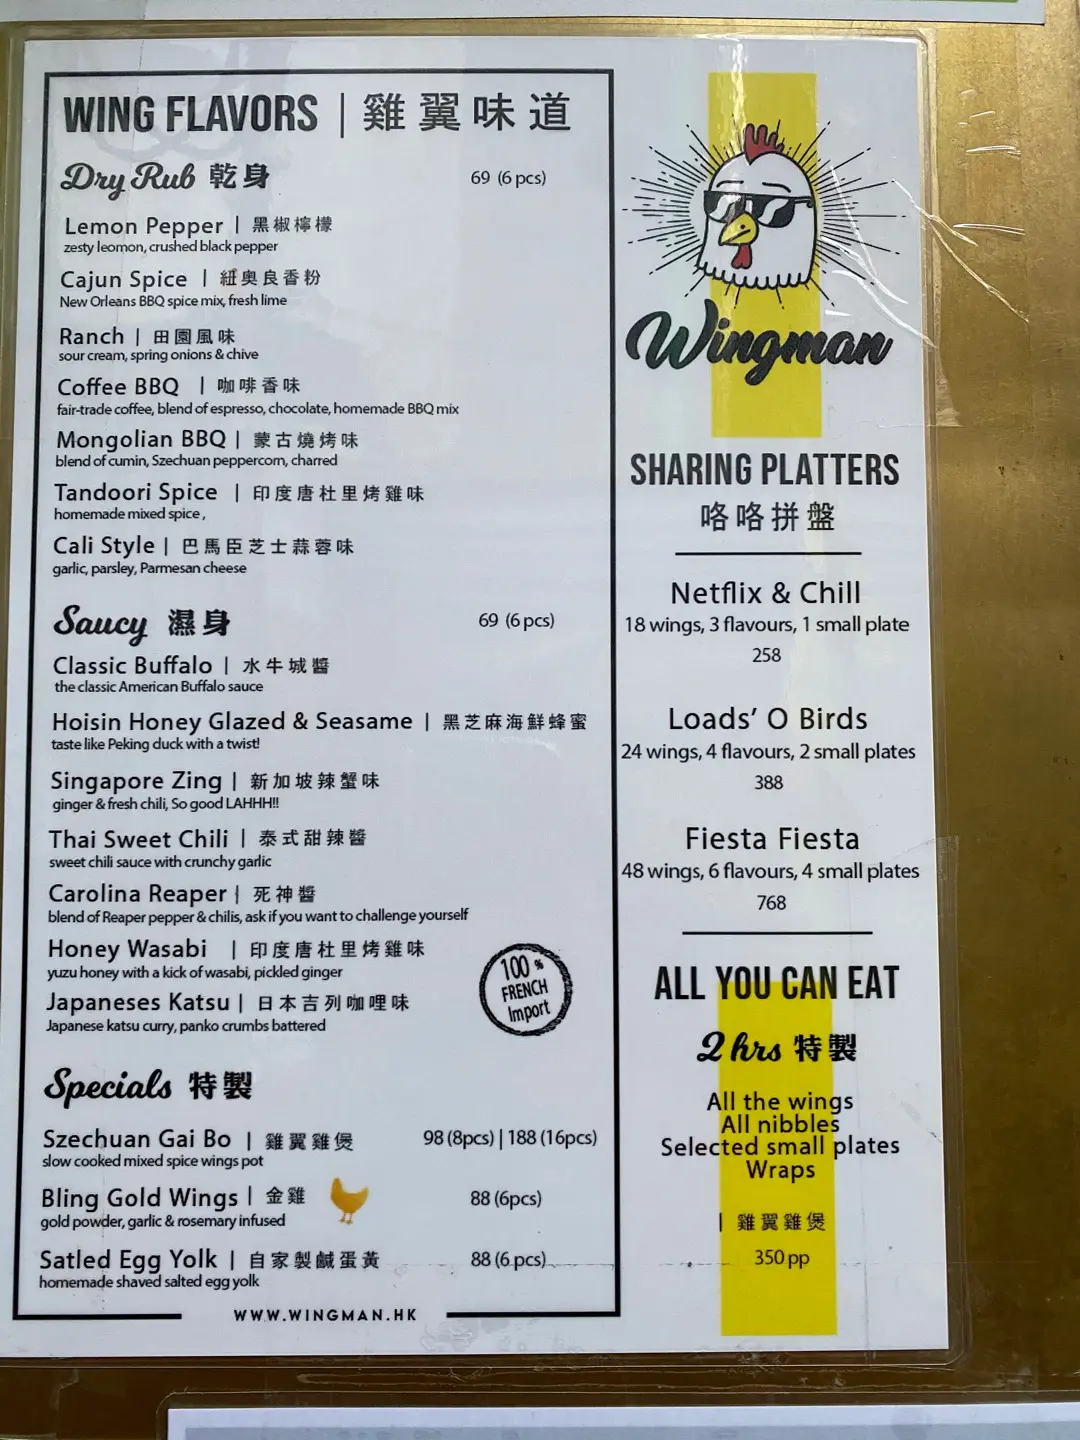 WING FLAVORS | 雞翼味道
Dry Rub 乾身 69 (6 pcs)
Lemon Pepper | 黑椒檸檬
zesty leomon, crushed black pepper
Cajun Spice | 紐奧良香粉
New Orleans BBQ spice mix, fresh lime
Ranch | 田園風味
sour cream, spring onions & chive
Coffee BBQ | 咖啡香味
fair-trade coffee, blend of espresso, chocolate, homemade BBQ mix
Mongolian BBQ | 蒙古燒烤味
blend of cumin, Szechuan peppercorn, charred
Tandoori Spice | 印度唐杜里烤雞味
homemade mixed spice ,
Cali Style | 巴馬臣芝士蒜蓉味
garlic, parsley, Parmesan cheese
Saucy 濕身 69 (6 pcs)
Classic Buffalo | 水牛城醬
the classic American Buffalo sauce
Hoisin Honey Glazed & Seasame | 黑芝麻海鮮蜂蜜
taste like Peking duck with a twist!
Singapore Zing | 新加坡辣蟹味
ginger & fresh chili, So good LAHHH!!
Thai Sweet Chili | 泰式甜辣醬
sweet chili sauce with crunchy garlic
Carolina Reaper | 死神醬
blend of Reaper pepper & chilis, ask if you want to challenge yourself
Honey Wasabi | 印度唐杜里烤雞味
yuzu honey with a kick of wasabi, pickled ginger
Japaneses Katsu | 日本吉列咖哩味
Japanese katsu curry, panko crumbs battered
100 %
FRENCH
Import
Specials 特製
Szechuan Gai Bo | 雞翼雞煲 98 (8pcs) | 188 (16pcs)
slow cooked mixed spice wings pot
Bling Gold Wings | 金雞 88 (6pcs)
gold powder, garlic & rosemary infused
Satled Egg Yolk | 自家製鹹蛋黃 88 (6 pcs)
homemade shaved salted egg yolk
WWW.WINGMAN.HK
Wingman
SHARING PLATTERS
咯咯拼盤
Netflix & Chill
18 wings, 3 flavours, 1 small plate
258
Loads' O Birds
24 wings, 4 flavours, 2 small plates
388
Fiesta Fiesta
48 wings, 6 flavours, 4 small plates
768
ALL YOU CAN EAT
2 hrs 特製
All the wings
All nibbles
Selected small plates
Wraps
| 雞翼雞煲
350 pp